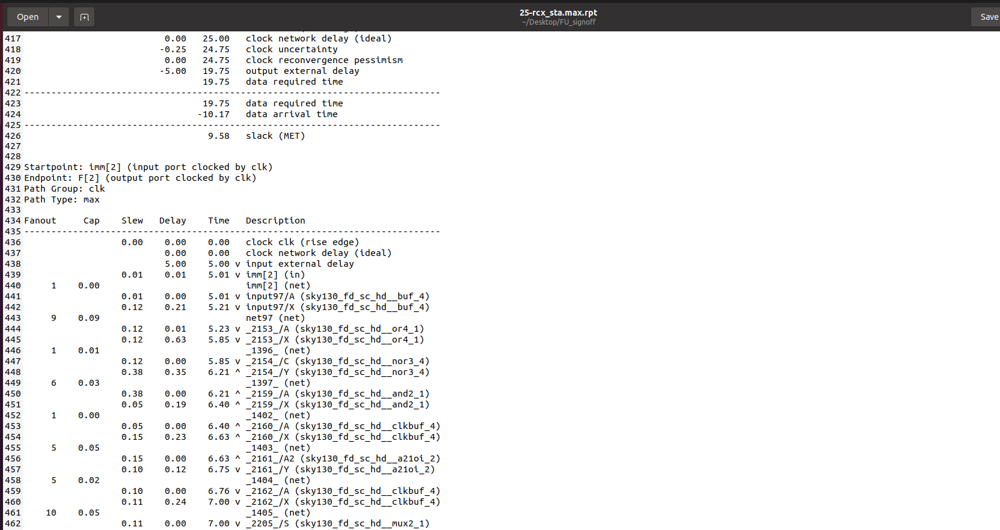 Open
25-rcx_sta.max.rpt
~/Desktop/FU_signoff
Save
417                           0.00   25.00   clock network delay (ideal)
418                          -0.25   24.75   clock uncertainty
419                           0.00   24.75   clock reconvergence pessimism
420                          -5.00   19.75   output external delay
421                                  19.75   data required time
422 -----------------------------------------------------------------------------
423                                  19.75   data required time
424                                 -10.17   data arrival time
425 -----------------------------------------------------------------------------
426                                   9.58   slack (MET)
427
428
429 Startpoint: imm[2] (input port clocked by clk)
430 Endpoint: F[2] (output port clocked by clk)
431 Path Group: clk
432 Path Type: max
433
434 Fanout     Cap    Slew   Delay    Time   Description
435 -----------------------------------------------------------------------------
436                   0.00    0.00    0.00   clock clk (rise edge)
437                           0.00    0.00   clock network delay (ideal)
438                           5.00    5.00 v input external delay
439                   0.01    0.01    5.01 v imm[2] (in)
440      1    0.00                           imm[2] (net)
441                   0.01    0.00    5.01 v input97/A (sky130_fd_sc_hd__buf_4)
442                   0.12    0.21    5.21 v input97/X (sky130_fd_sc_hd__buf_4)
443      9    0.09                           net97 (net)
444                   0.12    0.01    5.23 v _2153_/A (sky130_fd_sc_hd__or4_1)
445                   0.12    0.63    5.85 v _2153_/X (sky130_fd_sc_hd__or4_1)
446      1    0.01                           _1396_ (net)
447                   0.12    0.00    5.85 v _2154_/C (sky130_fd_sc_hd__nor3_4)
448                   0.38    0.35    6.21 ^ _2154_/Y (sky130_fd_sc_hd__nor3_4)
449      6    0.03                           _1397_ (net)
450                   0.38    0.00    6.21 ^ _2159_/A (sky130_fd_sc_hd__and2_1)
451                   0.05    0.19    6.40 ^ _2159_/X (sky130_fd_sc_hd__and2_1)
452      1    0.00                           _1402_ (net)
453                   0.05    0.00    6.40 ^ _2160_/A (sky130_fd_sc_hd__clkbuf_4)
454                   0.15    0.23    6.63 ^ _2160_/X (sky130_fd_sc_hd__clkbuf_4)
455      5    0.05                           _1403_ (net)
456                   0.15    0.00    6.63 ^ _2161_/A2 (sky130_fd_sc_hd__a21oi_2)
457                   0.10    0.12    6.75 v _2161_/Y (sky130_fd_sc_hd__a21oi_2)
458      5    0.02                           _1404_ (net)
459                   0.10    0.00    6.76 v _2162_/A (sky130_fd_sc_hd__clkbuf_4)
460                   0.11    0.24    7.00 v _2162_/X (sky130_fd_sc_hd__clkbuf_4)
461     10    0.05                           _1405_ (net)
462                   0.11    0.00    7.00 v _2205_/S (sky130_fd_sc_hd__mux2_1)